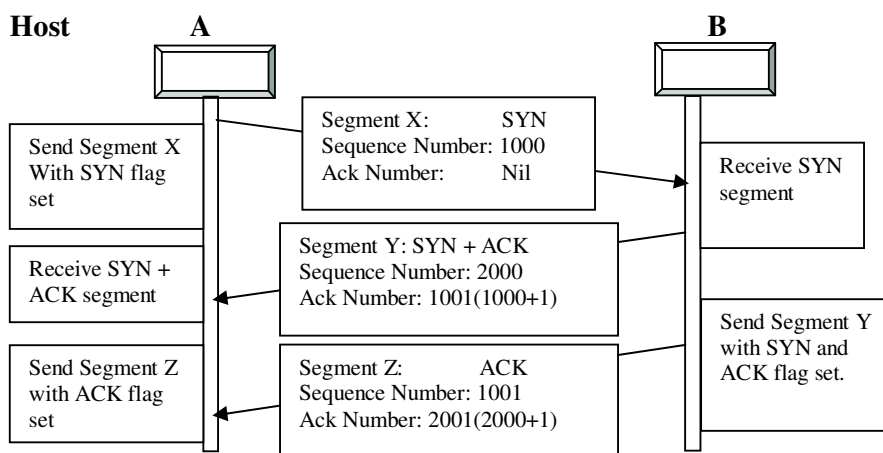 Host A B
Send Segment X
With SYN flag
set
Segment X: SYN
Sequence Number: 1000
Ack Number: Nil
Receive SYN
segment
Receive SYN +
ACK segment
Segment Y: SYN + ACK
Sequence Number: 2000
Ack Number: 1001(1000+1)
Send Segment Y
with SYN and
ACK flag set.
Send Segment Z
with ACK flag
set
Segment Z: ACK
Sequence Number: 1001
Ack Number: 2001(2000+1)